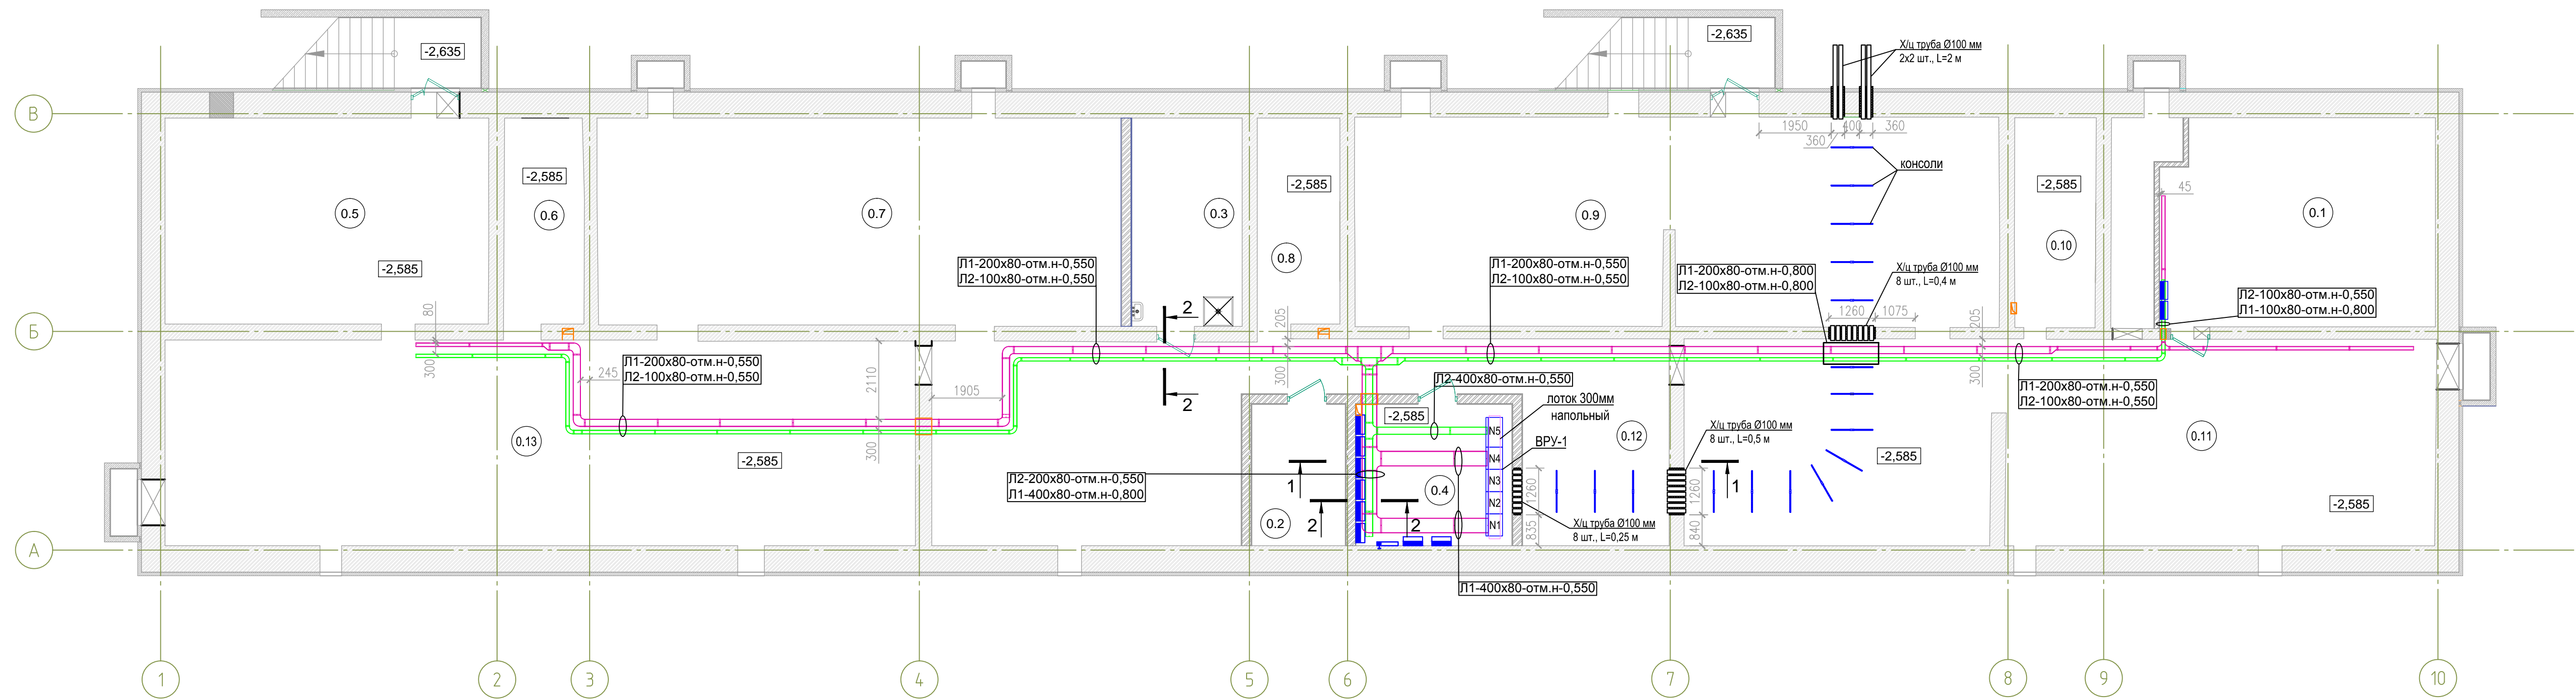 -2,635
-2,635
Х/ц труба Ø100 мм
2x2 шт., L=2 м
В
1950
400
360
360
консоли
-2,585
-2,585
-2,585
45
0.5
0.6
0.7
0.3
0.9
0.1
0.10
0.8
-2,585
Л1-200х80-отм.н-0,550
Л2-100х80-отм.н-0,550
Л1-200х80-отм.н-0,550
Л2-100х80-отм.н-0,550
Л1-200х80-отм.н-0,800
Л2-100х80-отм.н-0,800
Х/ц труба Ø100 мм
8 шт., L=0,4 м
Л2-100х80-отм.н-0,550
Л1-100х80-отм.н-0,800
80
2
205
1260
1075
205
Б
300
245
Л1-200х80-отм.н-0,550
Л2-100х80-отм.н-0,550
2110
1905
2
300
300
Л2-400х80-отм.н-0,550
Л1-200х80-отм.н-0,550
Л2-100х80-отм.н-0,550
лоток 300мм
напольный
-2,585
0.13
300
-2,585
N5
ВРУ-1
0.12
Х/ц труба Ø100 мм
8 шт., L=0,5 м
-2,585
0.11
N4
Л2-200х80-отм.н-0,550
Л1-400х80-отм.н-0,800
1
0.4
N3
1260
1260
1
N2
-2,585
0.2
2
2
N1
835
Х/ц труба Ø100 мм
8 шт., L=0,25 м
840
А
Л1-400х80-отм.н-0,550
1
2
3
4
5
6
7
8
9
10